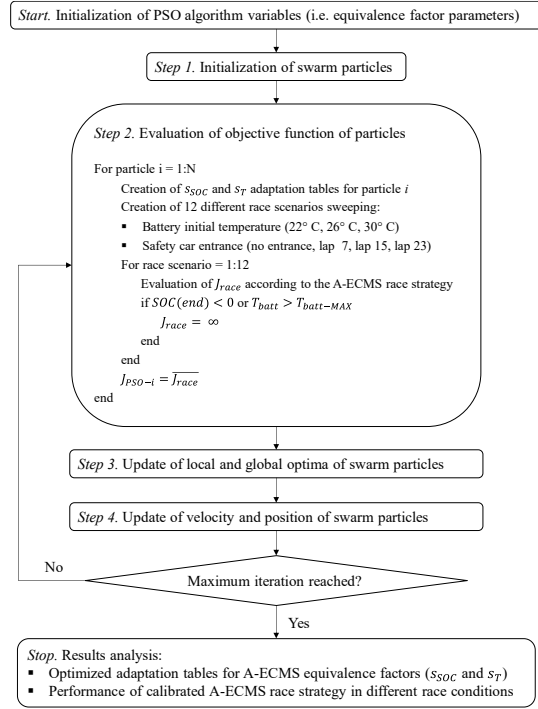 Start. Initialization of PSO algorithm variables (i.e. equivalence factor parameters)
Step 1. Initialization of swarm particles
Step 2. Evaluation of objective function of particles
For particle i = 1:N
Creation of s_SOC and s_T adaptation tables for particle i
Creation of 12 different race scenarios sweeping:
▪ Battery initial temperature (22° C, 26° C, 30° C)
▪ Safety car entrance (no entrance, lap 7, lap 15, lap 23)
For race scenario = 1:12
Evaluation of J_race according to the A-ECMS race strategy
if SOC(end) < 0 or T_batt > T_batt−MAX
J_race = ∞
end
end
J_PSO−i = \overline{J_race}
end
Step 3. Update of local and global optima of swarm particles
Step 4. Update of velocity and position of swarm particles
No
Maximum iteration reached?
Yes
Stop. Results analysis:
▪ Optimized adaptation tables for A-ECMS equivalence factors (s_SOC and s_T)
▪ Performance of calibrated A-ECMS race strategy in different race conditions